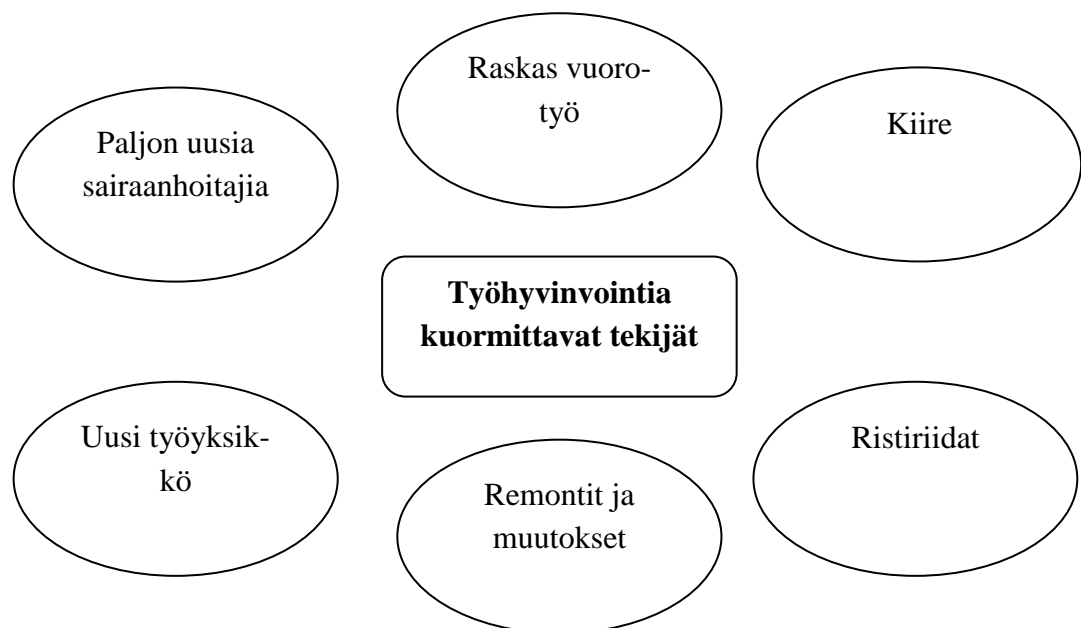 Raskas vuoro-
työ
Kiire
Paljon uusia
sairaanhoitajia
Työhyvinvointia
kuormittavat tekijät
Uusi työyksik-
kö
Ristiriidat
Remontit ja
muutokset